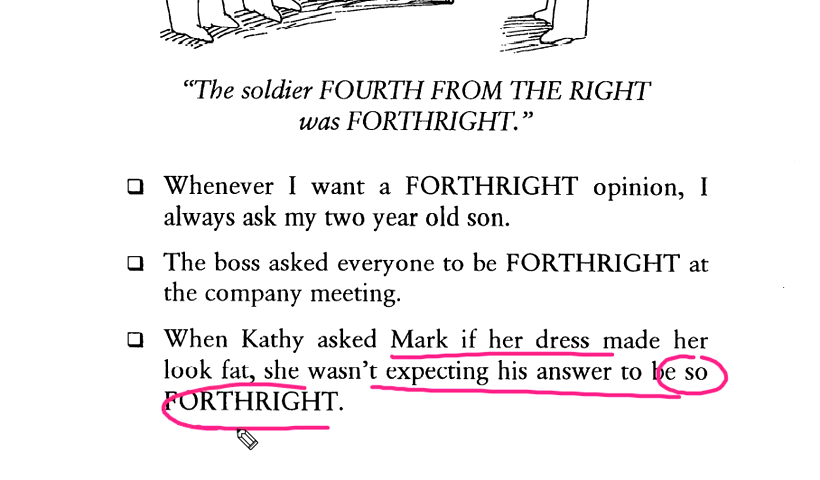 “The soldier FOURTH FROM THE RIGHT
was FORTHRIGHT.”
Whenever I want a FORTHRIGHT opinion, I
always ask my two year old son.
The boss asked everyone to be FORTHRIGHT at
the company meeting.
When Kathy asked Mark if her dress made her
look fat, she wasn’t expecting his answer to be so
FORTHRIGHT.